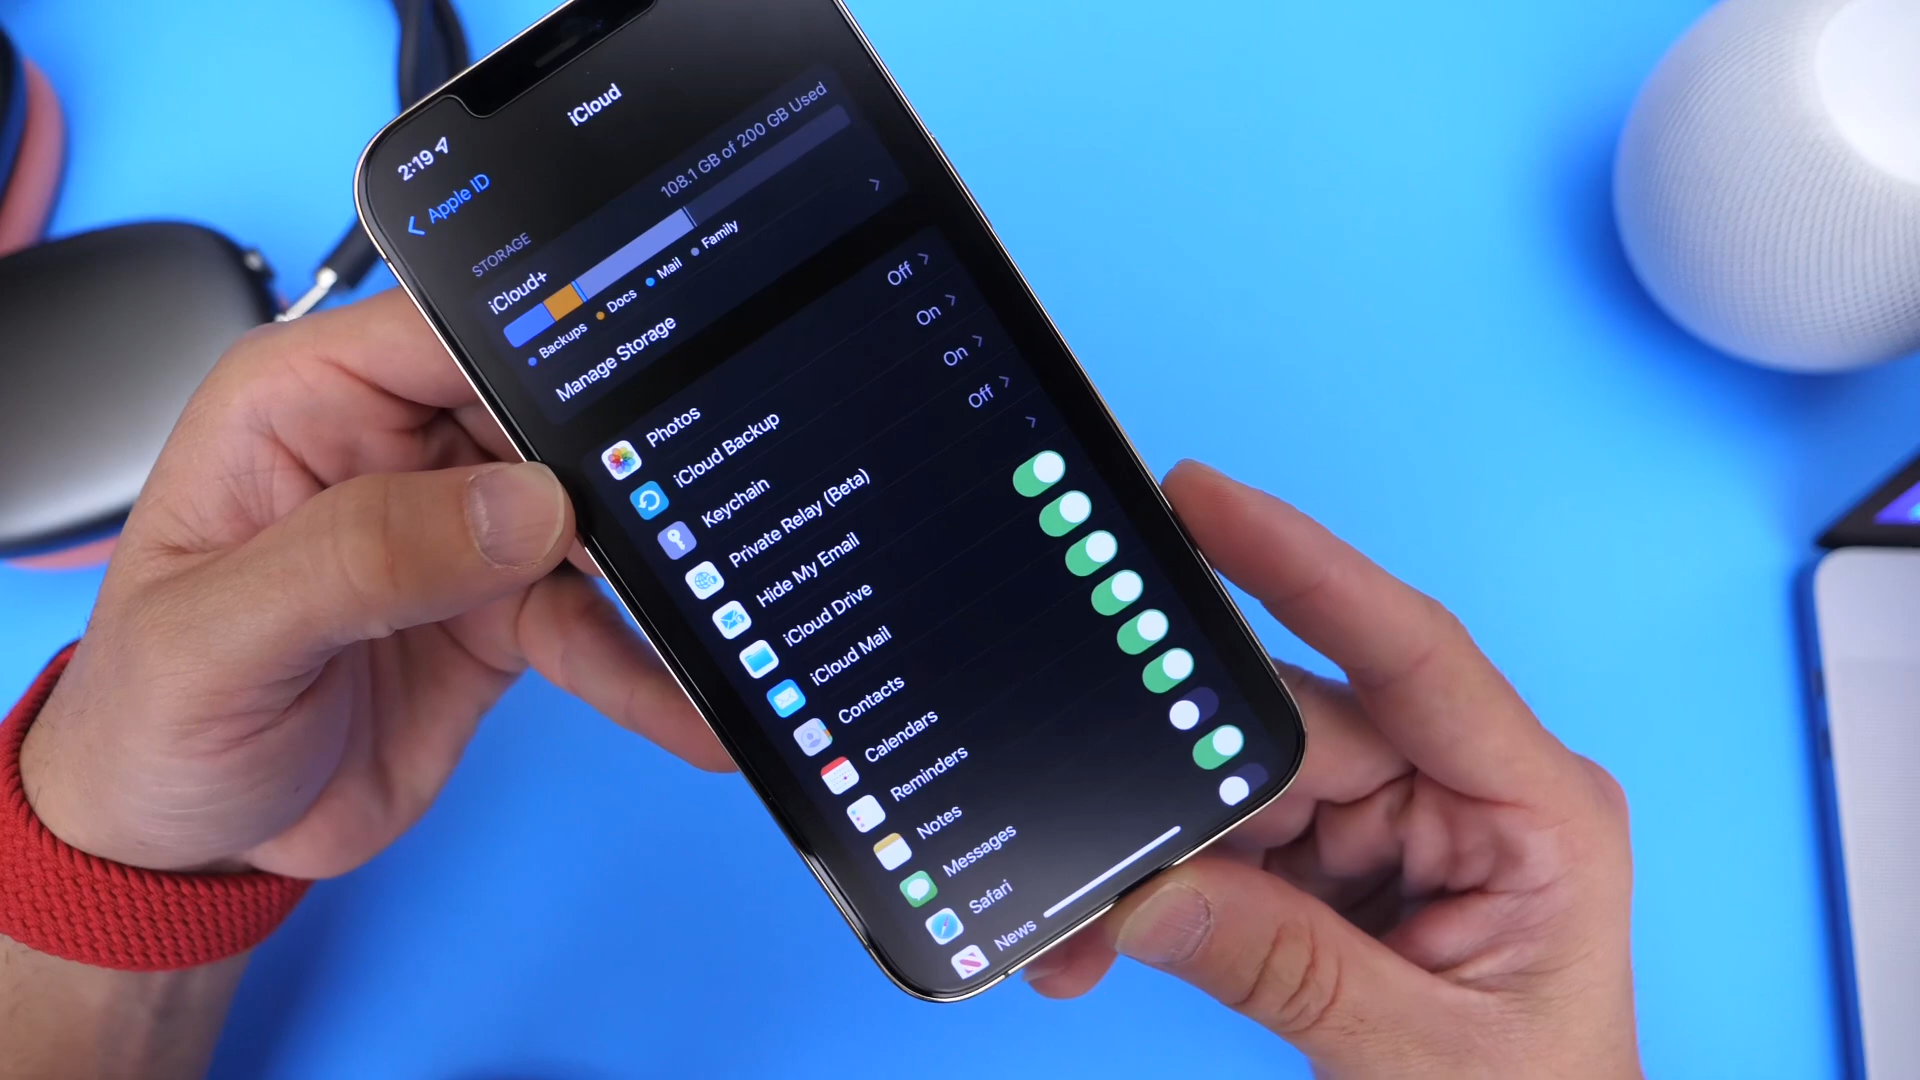 2:19
iCloud
Apple ID
STORAGE
iCloud+
108.1 GB of 200 GB Used
Backups Docs Mail Family
Manage Storage
Photos Off
iCloud Backup On
Keychain On
Private Relay (Beta) Off
Hide My Email
iCloud Drive
iCloud Mail
Contacts
Calendars
Reminders
Notes
Messages
Safari
News